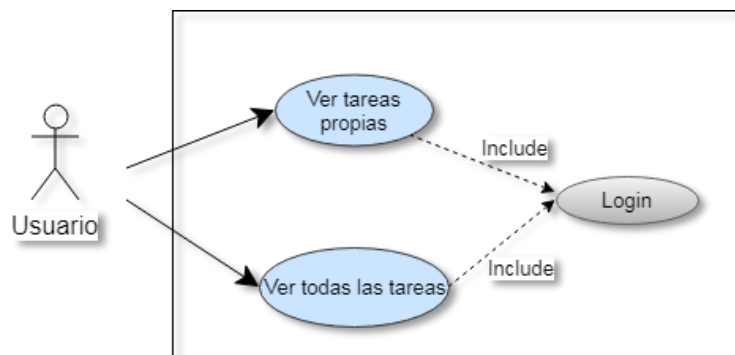 Ver tareas
propias
Include
Login
Usuario
Ver todas las tareas
Include